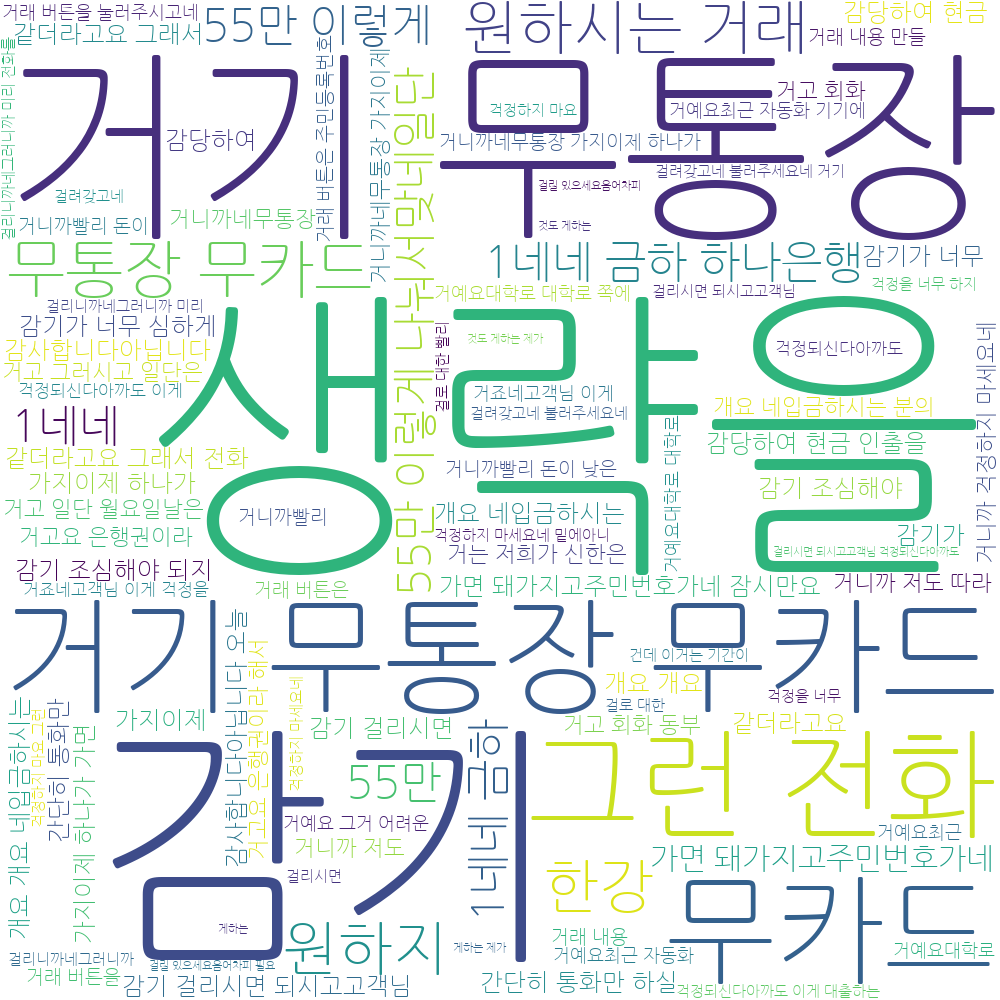 거래 버튼을 눌러주시고네
같더라고요 그래서
55만 이렇게
원하시는 거래
감당하여 현금
거래 내용 만들
걸리니까네그러니까 미리 전화를
거기 무통장
감당하여
걸려갖고네
거니까빨리 돈이
거니까네무통장
거래 버튼은 주민등록번호
거니까네무통장 가지이제
걱정하지 마요
거고 회화
거예요최근 자동화 기기에
거니까네무통장 가지이제 하나가
걸려갖고네 불러주세요네 거기
걸릴 있으세요음어차피
것도 게하는
55만 이렇게 나눠서맞네일단
무통장 무카드
1네네 금하 하나은행
감기가 너무
걸리니까네그러니까 미리
거예요대학로 대학로 쪽에
걸리시면 되시고고객님
걱정을 너무 하지
감기가 너무 심하게
감사합니다아닙니다
거고 그러시고 일단은
걱정되신다아까도 이게
생략을
것도 게하는 제가
걸로 대한 빨리
걱정되신다아까도
거니까 걱정하지 마세요네
1네네
거죠네고객님 이게
걸려갖고네 불러주세요네
개요 네입금하시는 분의
같더라고요 그래서 전화
감당하여 현금 인출을
가지이제 하나가
거니까빨리 돈이 낮은
감기 조심해야
거고 일단 월요일날은
거니까빨리
개요 네입금하시는
거예요대학로 대학로
거고요 은행권이라
걱정하지 마세요네 밑에아니
감기가
거는 저희가 신한은
걸리시면 되시고고객님 걱정되신다아까도
감기 조심해야 되지
거죠네고객님 이게 걱정을
거래 버튼은
가면 돼가지고주민번호가네 잠시만요
거니까 저도 따라
거기 무통장 무카드
감사합니다아닙니다 오늘
거고요 은행권이라 해서
건데 이거는 기간이
개요 개요
걱정을 너무
걸로 대한
개요 개요 네입금하시는
걱정하지 마요 그런
간단히 통화만
가지이제 하나가 가면
가지이제
걱정하지 마세요네
감기 걸리시면
거고 회화 동부
같더라고요
감기
55만
1네네 금하
그런 전화
거예요 그거 어려운
거예요최근
거니까 저도
가면 돼가지고주민번호가네
걸리시면
한강
무카드
게하는
원하지
게하는 제가
거래 내용
거예요최근 자동화
거예요대학로
걸리니까네그러니까
걸릴 있으세요음어차피 필요
거래 버튼을
감기 걸리시면 되시고고객님
간단히 통화만 하실
걱정되신다아까도 이게 대출하는